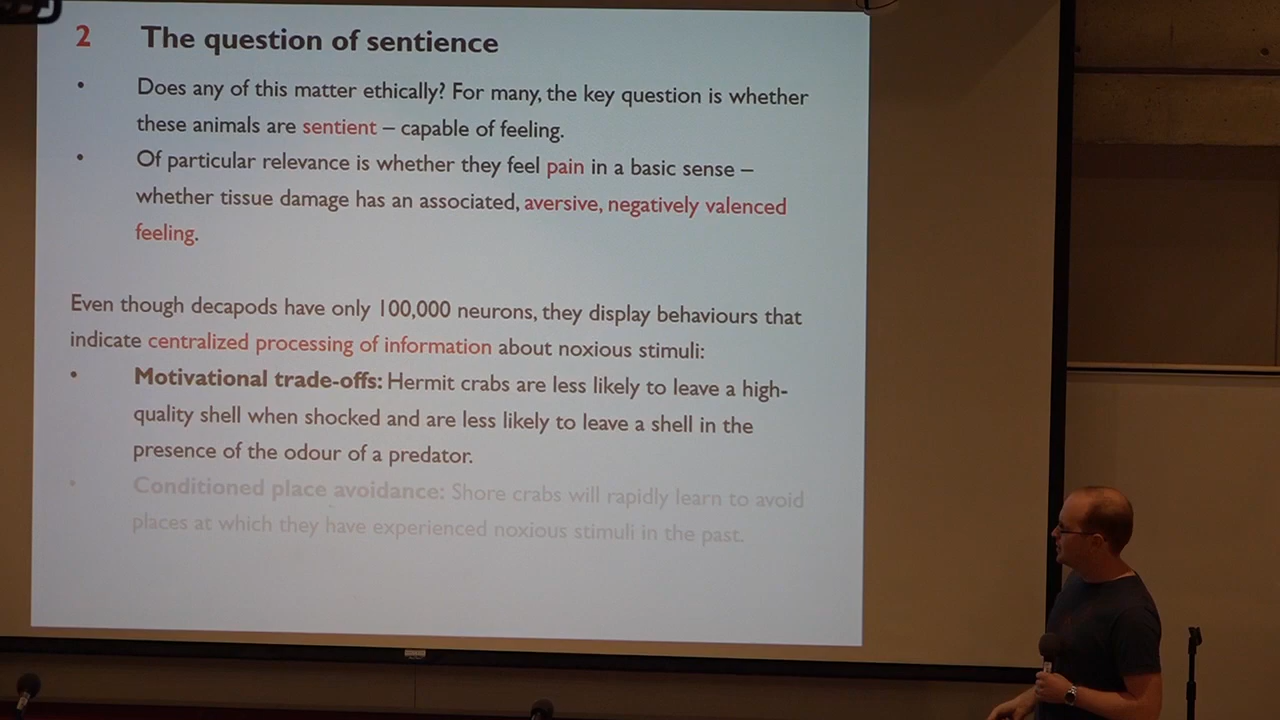 2 The question of sentience
• Does any of this matter ethically? For many, the key question is whether
these animals are sentient – capable of feeling.
• Of particular relevance is whether they feel pain in a basic sense –
whether tissue damage has an associated, aversive, negatively valenced
feeling.
Even though decapods have only 100,000 neurons, they display behaviours that
indicate centralized processing of information about noxious stimuli:
• Motivational trade-offs: Hermit crabs are less likely to leave a high-
quality shell when shocked and are less likely to leave a shell in the
presence of the odour of a predator.
• Conditioned place avoidance: Shore crabs will rapidly learn to avoid
places at which they have experienced noxious stimuli in the past.